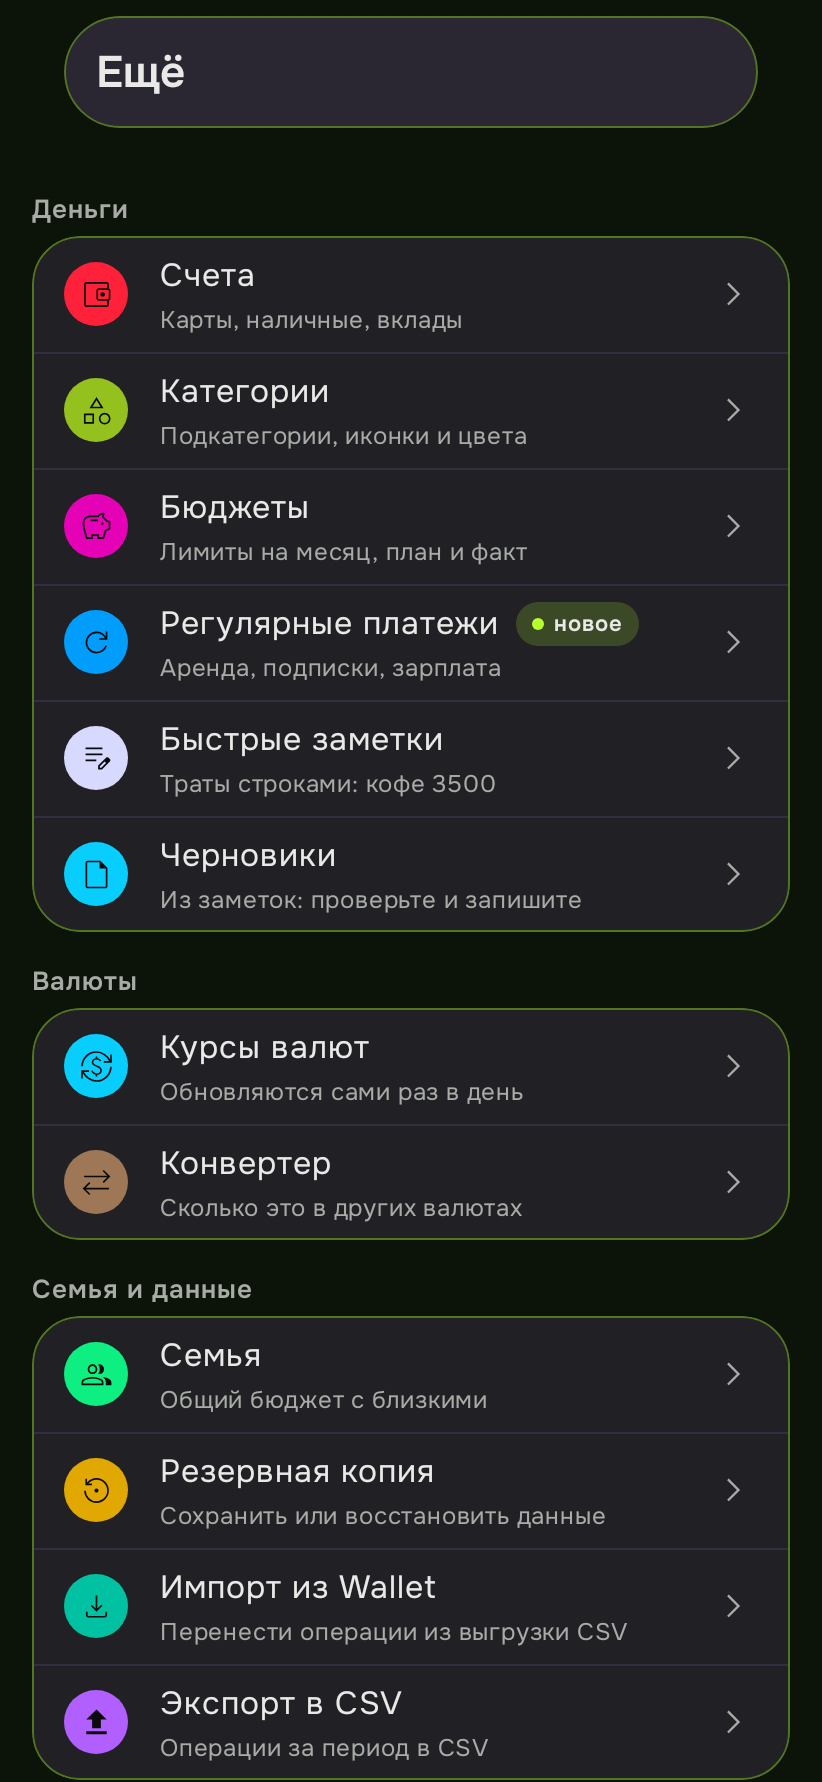 Ещё
Деньги
Счета
Карты, наличные, вклады
Категории
Подкатегории, иконки и цвета
Бюджеты
Лимиты на месяц, план и факт
Регулярные платежи новое
Аренда, подписки, зарплата
Быстрые заметки
Траты строками: кофе 3500
Черновики
Из заметок: проверьте и запишите
Валюты
Курсы валют
Обновляются сами раз в день
Конвертер
Сколько это в других валютах
Семья и данные
Семья
Общий бюджет с близкими
Резервная копия
Сохранить или восстановить данные
Импорт из Wallet
Перенести операции из выгрузки CSV
Экспорт в CSV
Операции за период в CSV